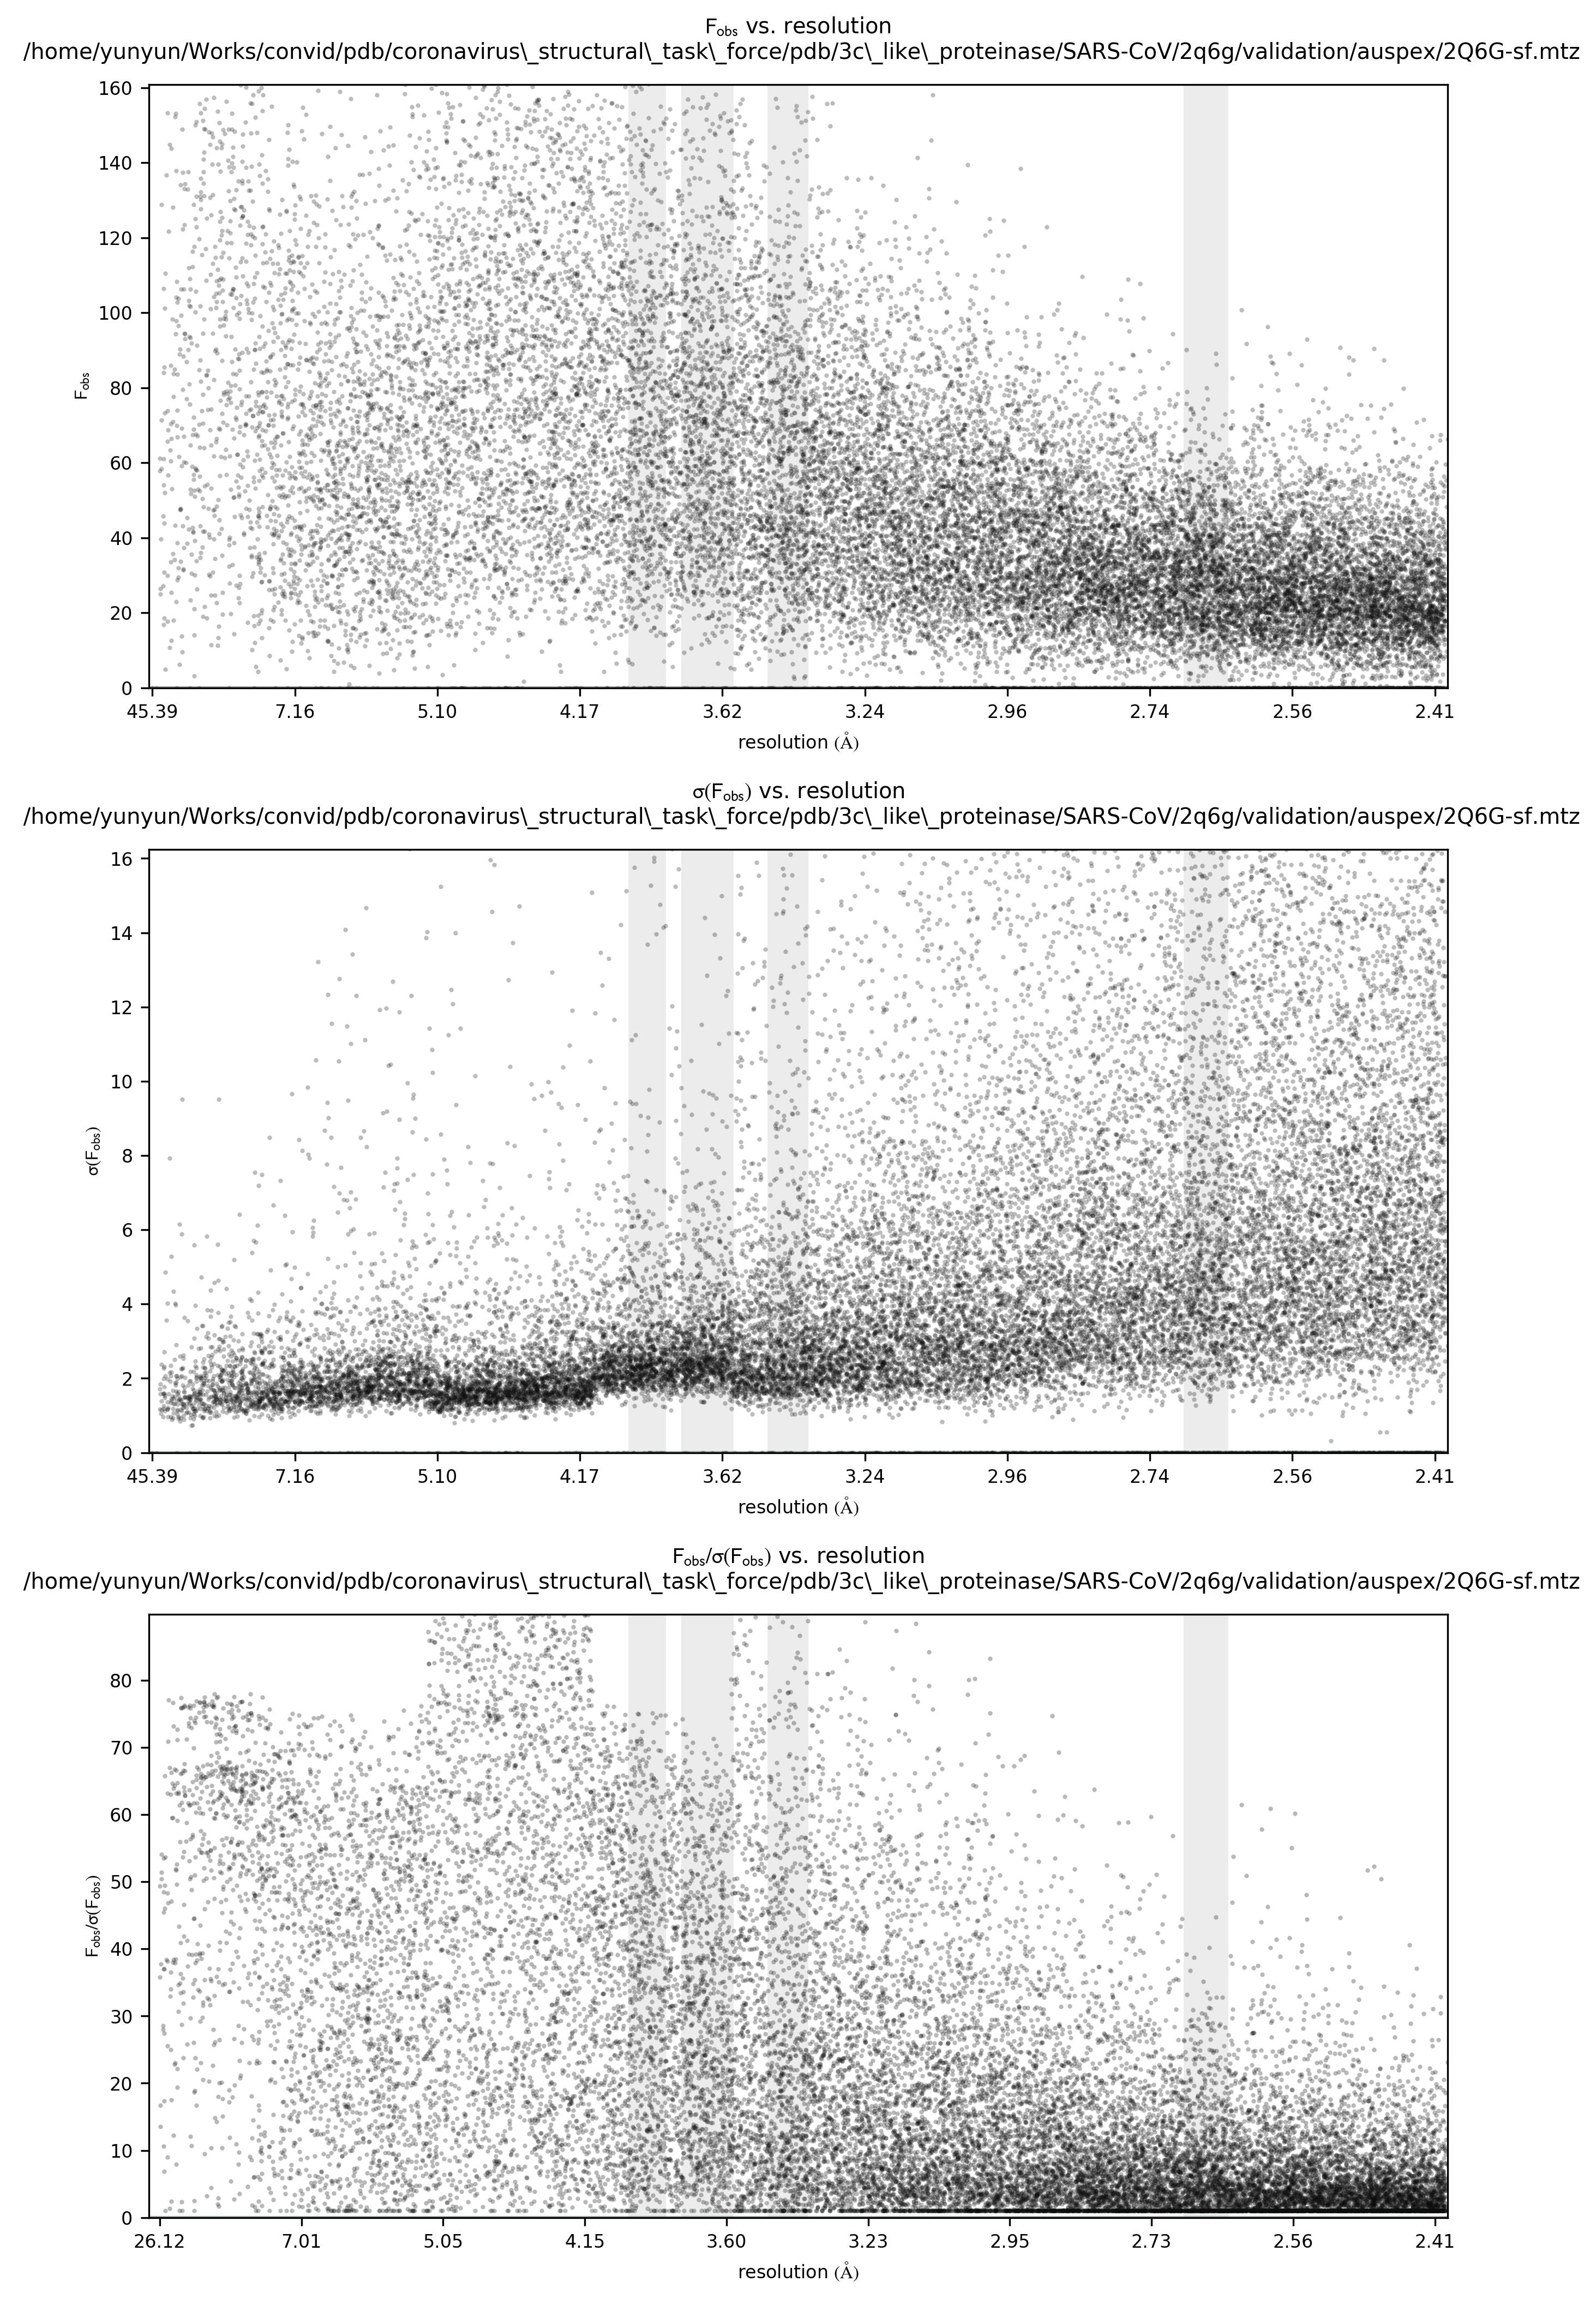 Fobs vs. resolution
/home/yunyun/Works/convid/pdb/coronavirus\_structural\_task\_force/pdb/3c\_like\_proteinase/SARS-CoV/2q6g/validation/auspex/2Q6G-sf.mtz
160
140
120
100
80
60
40
20
0
Fobs
45.39 7.16 5.10 4.17 3.62 3.24 2.96 2.74 2.56 2.41
resolution (Å)
σ(Fobs) vs. resolution
/home/yunyun/Works/convid/pdb/coronavirus\_structural\_task\_force/pdb/3c\_like\_proteinase/SARS-CoV/2q6g/validation/auspex/2Q6G-sf.mtz
16
14
12
10
8
6
4
2
0
σ(Fobs)
45.39 7.16 5.10 4.17 3.62 3.24 2.96 2.74 2.56 2.41
resolution (Å)
Fobs/σ(Fobs) vs. resolution
/home/yunyun/Works/convid/pdb/coronavirus\_structural\_task\_force/pdb/3c\_like\_proteinase/SARS-CoV/2q6g/validation/auspex/2Q6G-sf.mtz
80
70
60
50
40
30
20
10
0
Fobs/σ(Fobs)
26.12 7.01 5.05 4.15 3.60 3.23 2.95 2.73 2.56 2.41
resolution (Å)